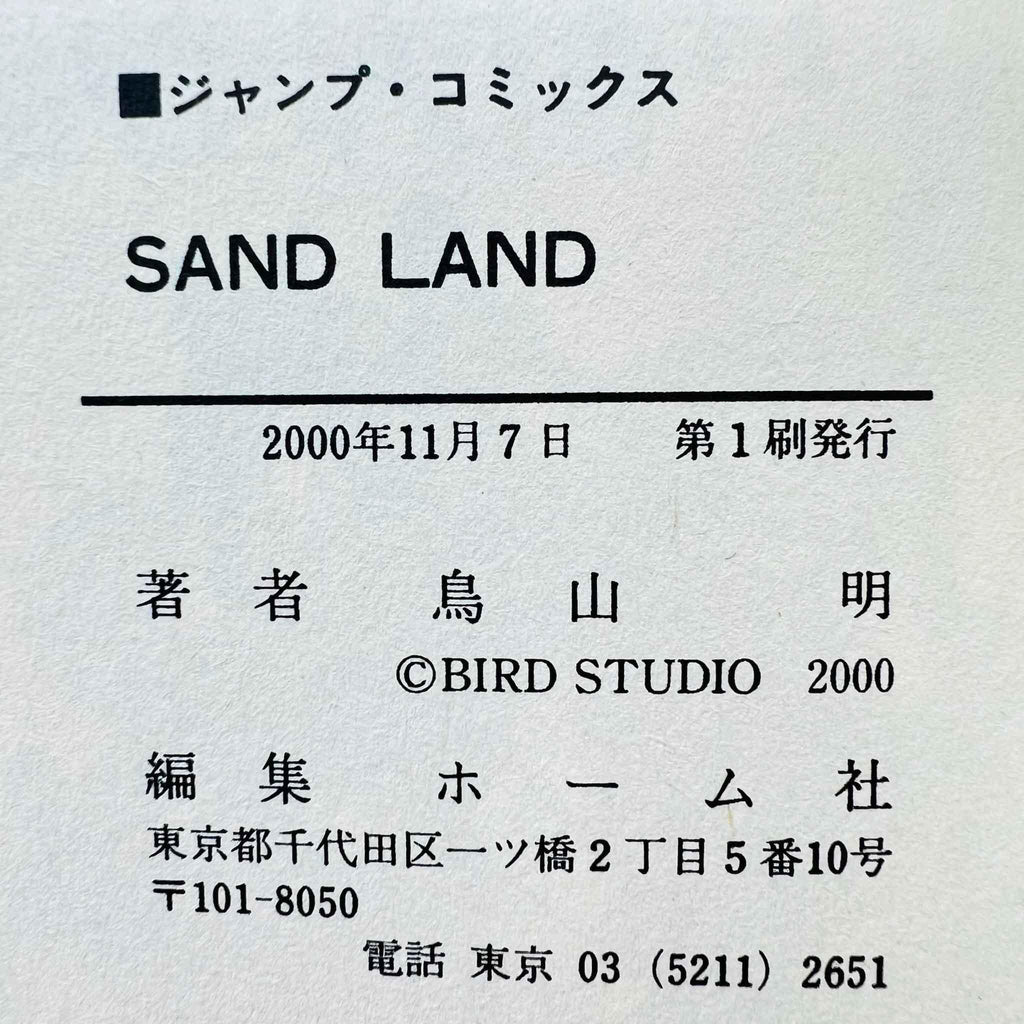 ■ジャンプ・コミックス
SAND LAND
2000年11月7日 第1刷発行
著者 鳥山 明
©BIRD STUDIO 2000
編集 ホーム社
東京都千代田区一ツ橋2丁目5番10号
〒101-8050
電話 東京 03 (5211) 2651